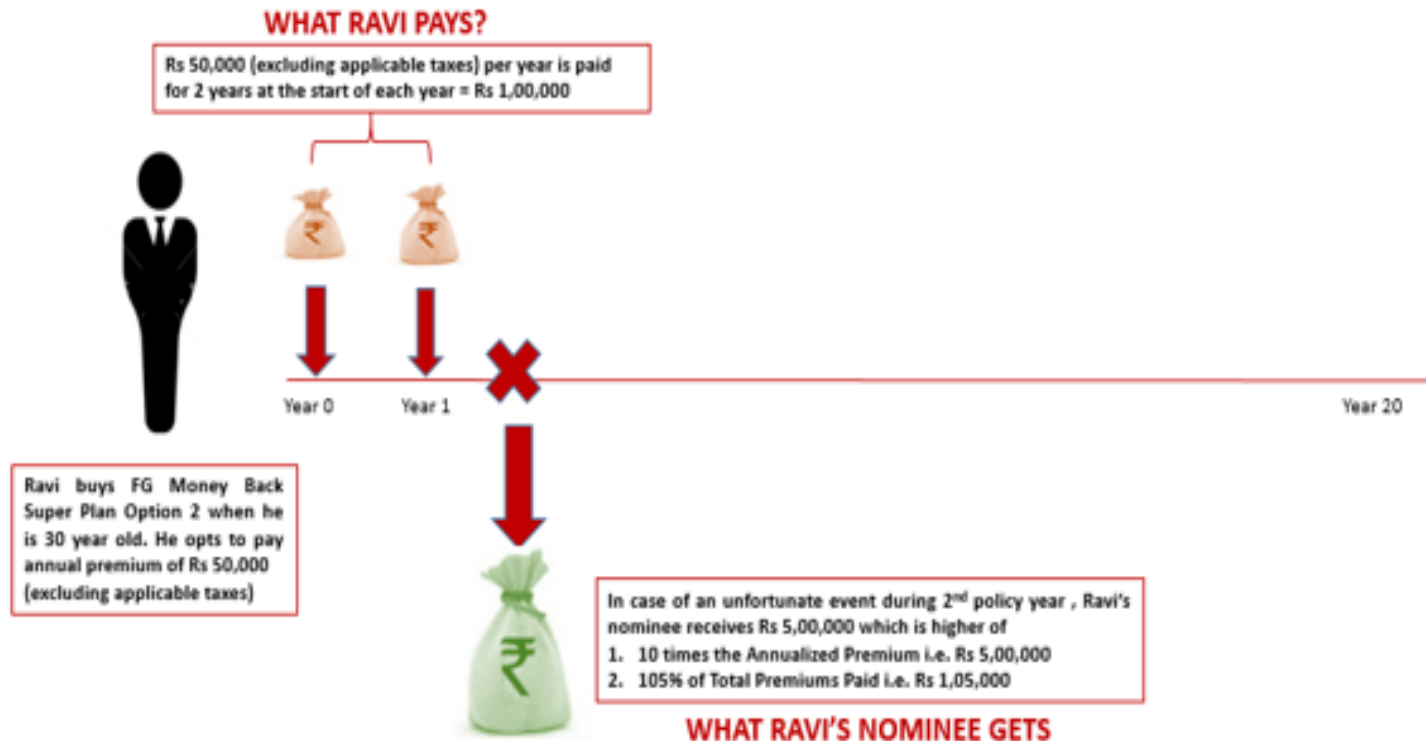 WHAT RAVI PAYS?
Rs 50,000 (excluding applicable taxes) per year is paid
for 2 years at the start of each year = Rs 1,00,000
₹ ₹
Year 0 Year 1 Year 20
Ravi buys FG Money Back
Super Plan Option 2 when he
is 30 year old. He opts to pay
annual premium of Rs 50,000
(excluding applicable taxes)
₹
In case of an unfortunate event during 2nd policy year , Ravi's
nominee receives Rs 5,00,000 which is higher of
1. 10 times the Annualized Premium i.e. Rs 5,00,000
2. 105% of Total Premiums Paid i.e. Rs 1,05,000
WHAT RAVI'S NOMINEE GETS